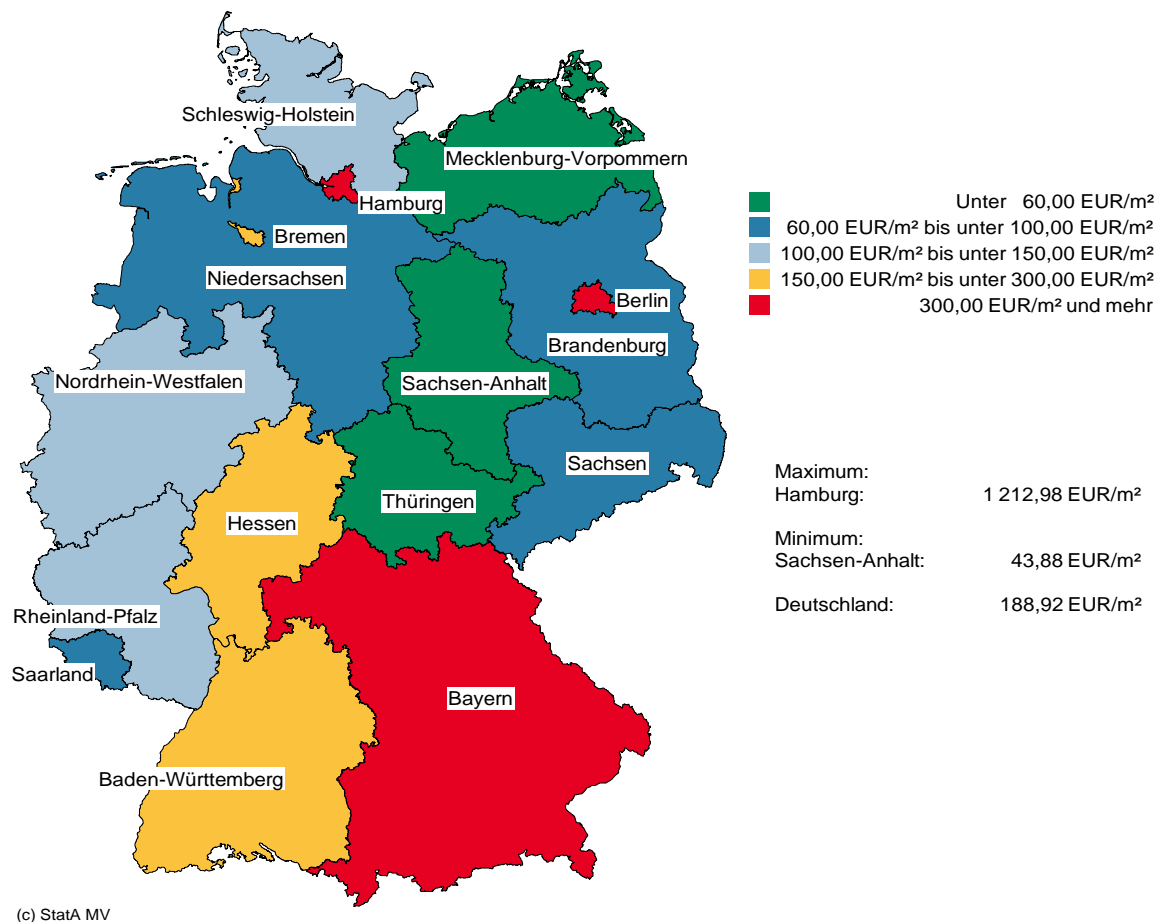 Schleswig-Holstein
Mecklenburg-Vorpommern
Hamburg
Bremen
Niedersachsen
Berlin
Brandenburg
Nordrhein-Westfalen
Sachsen-Anhalt
Sachsen
Thüringen
Hessen
Rheinland-Pfalz
Saarland
Bayern
Baden-Württemberg
Unter 60,00 EUR/m²
60,00 EUR/m² bis unter 100,00 EUR/m²
100,00 EUR/m² bis unter 150,00 EUR/m²
150,00 EUR/m² bis unter 300,00 EUR/m²
300,00 EUR/m² und mehr
Maximum:
Hamburg: 1 212,98 EUR/m²
Minimum:
Sachsen-Anhalt: 43,88 EUR/m²
Deutschland: 188,92 EUR/m²
(c) StatA MV